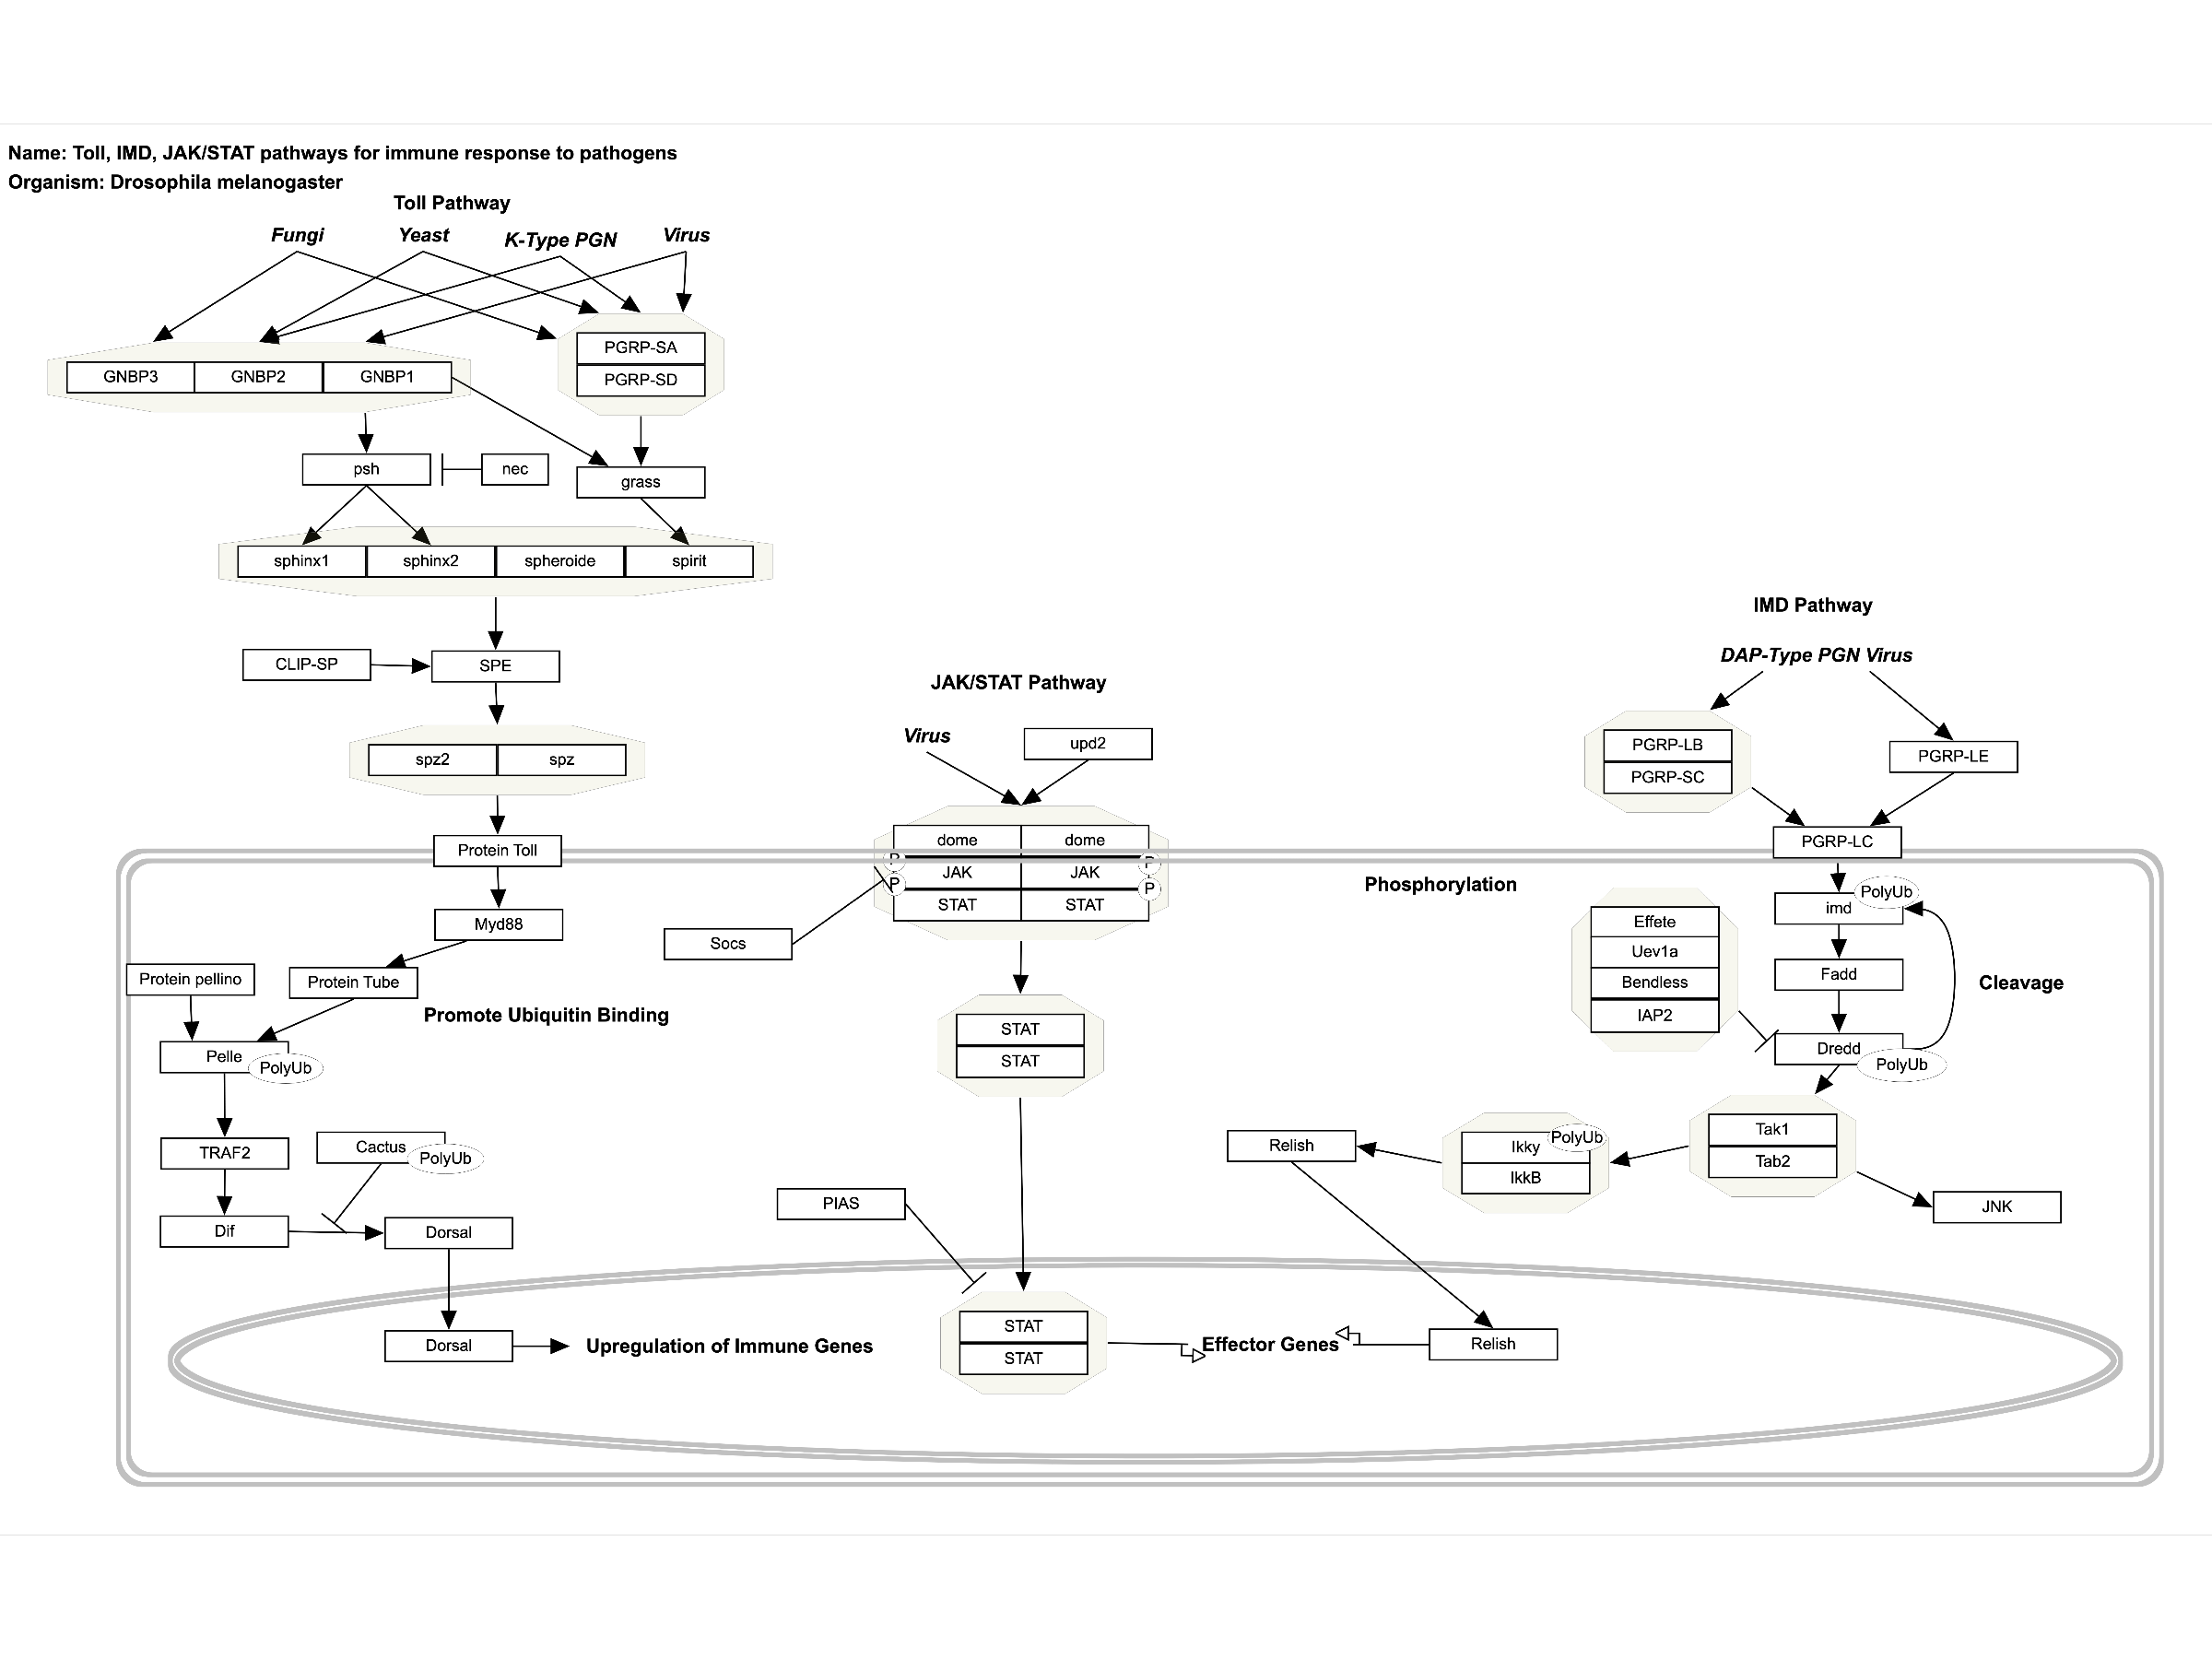 Name: Toll, IMD, JAK/STAT pathways for immune response to pathogens
Organism: Drosophila melanogaster
Toll Pathway
Fungi
Yeast
K-Type PGN
Virus
PGRP-SA
PGRP-SD
GNBP3
GNBP2
GNBP1
psh
nec
grass
sphinx1
sphinx2
spheroide
spirit
CLIP-SP
SPE
spz2
spz
Protein Toll
Myd88
Protein pellino
Protein Tube
Promote Ubiquitin Binding
Pelle
PolyUb
TRAF2
Cactus
PolyUb
Dif
Dorsal
Dorsal
Upregulation of Immune Genes
JAK/STAT Pathway
Virus
upd2
dome
dome
P
P
JAK
JAK
P
P
STAT
STAT
Socs
STAT
STAT
PIAS
STAT
STAT
Effector Genes
Relish
IMD Pathway
DAP-Type PGN Virus
PGRP-LB
PGRP-SC
PGRP-LE
PGRP-LC
Phosphorylation
imd
PolyUb
Effete
Uev1a
Bendless
IAP2
Fadd
Cleavage
Dredd
PolyUb
Tak1
Tab2
Ikky
PolyUb
IkkB
Relish
JNK